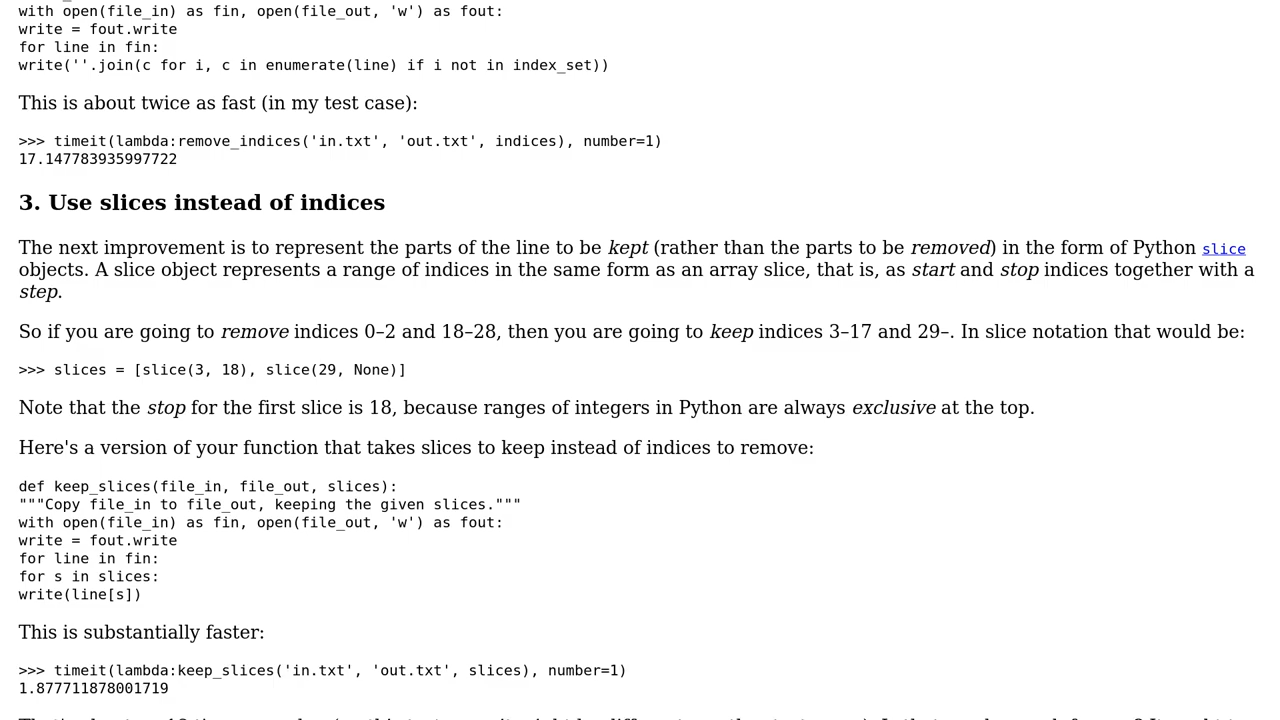 with open(file_in) as fin, open(file_out, 'w') as fout:
write = fout.write
for line in fin:
write(''.join(c for i, c in enumerate(line) if i not in index_set))
This is about twice as fast (in my test case):
>>> timeit(lambda:remove_indices('in.txt', 'out.txt', indices), number=1)
17.147783935997722
3. Use slices instead of indices
The next improvement is to represent the parts of the line to be kept (rather than the parts to be removed) in the form of Python slice
objects. A slice object represents a range of indices in the same form as an array slice, that is, as start and stop indices together with a
step.
So if you are going to remove indices 0–2 and 18–28, then you are going to keep indices 3–17 and 29–. In slice notation that would be:
>>> slices = [slice(3, 18), slice(29, None)]
Note that the stop for the first slice is 18, because ranges of integers in Python are always exclusive at the top.
Here's a version of your function that takes slices to keep instead of indices to remove:
def keep_slices(file_in, file_out, slices):
"""Copy file_in to file_out, keeping the given slices."""
with open(file_in) as fin, open(file_out, 'w') as fout:
write = fout.write
for line in fin:
for s in slices:
write(line[s])
This is substantially faster:
>>> timeit(lambda:keep_slices('in.txt', 'out.txt', slices), number=1)
1.877711878001719